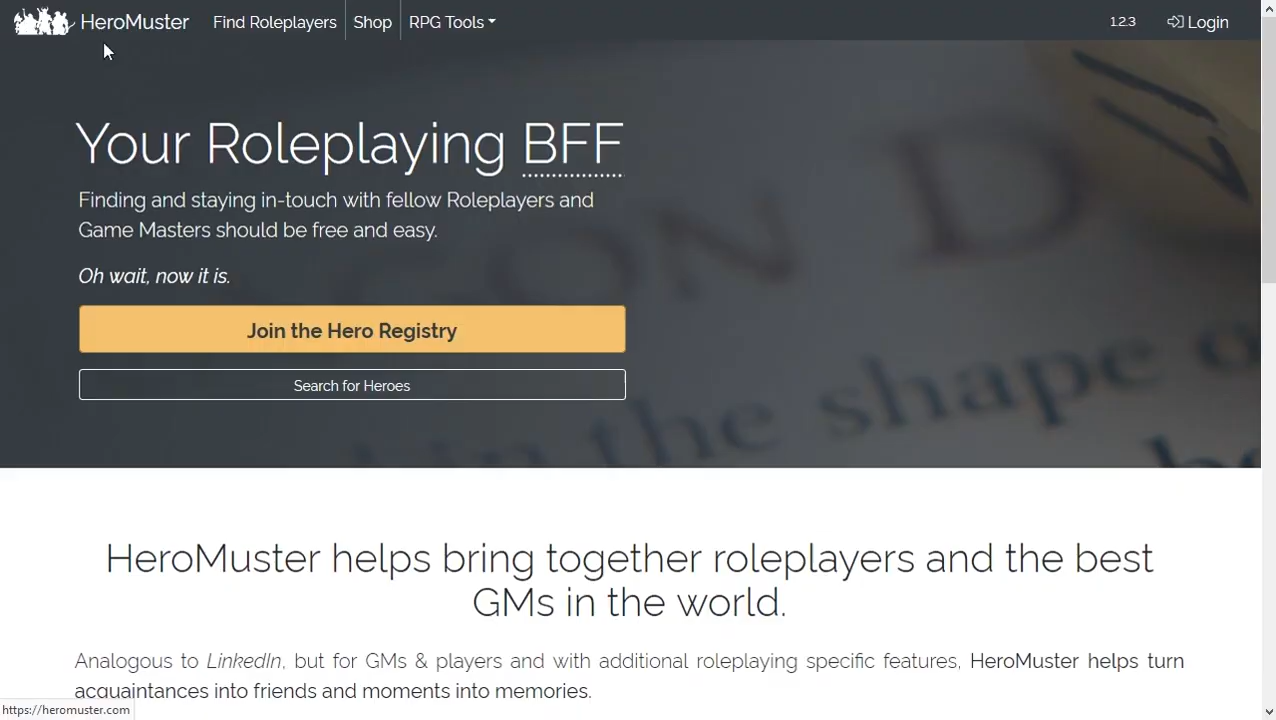 HeroMuster Find Roleplayers Shop RPG Tools 1.2.3 Login
Your Roleplaying BFF
Finding and staying in-touch with fellow Roleplayers and
Game Masters should be free and easy.
Oh wait, now it is.
Join the Hero Registry
Search for Heroes
ON D
in the shape o
HeroMuster helps bring together roleplayers and the best
GMs in the world.
Analogous to LinkedIn, but for GMs & players and with additional roleplaying specific features, HeroMuster helps turn
acquaintances into friends and moments into memories.
https://heromuster.com